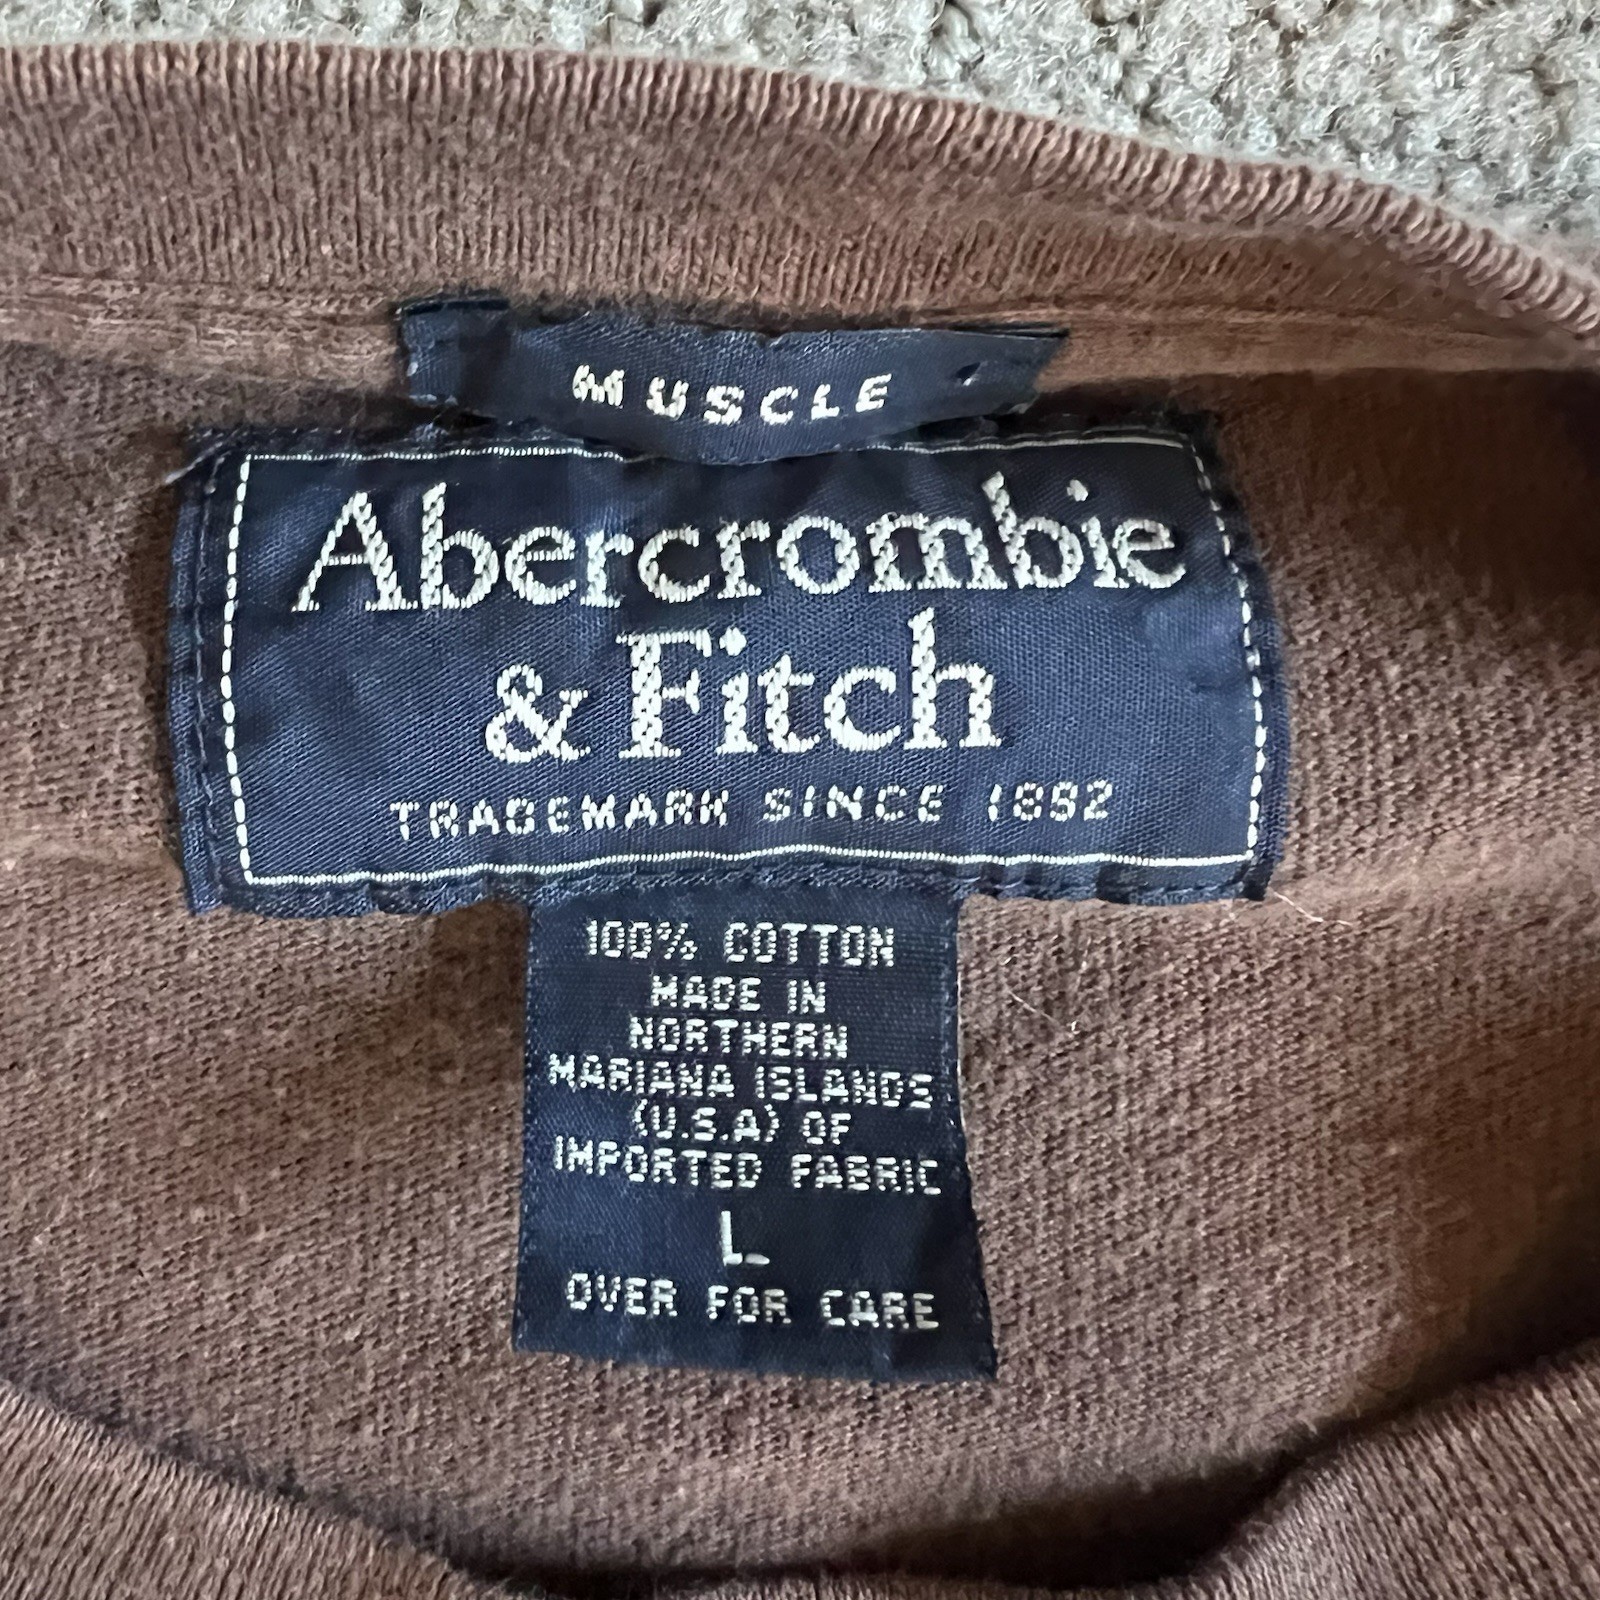 MUSCLE
Abercrombie
& Fitch
TRADEMARK SINCE 1892
100% COTTON
MADE IN
NORTHERN
MARIANA ISLANDS
(U.S.A) OF
IMPORTED FABRIC
L
OVER FOR CARE